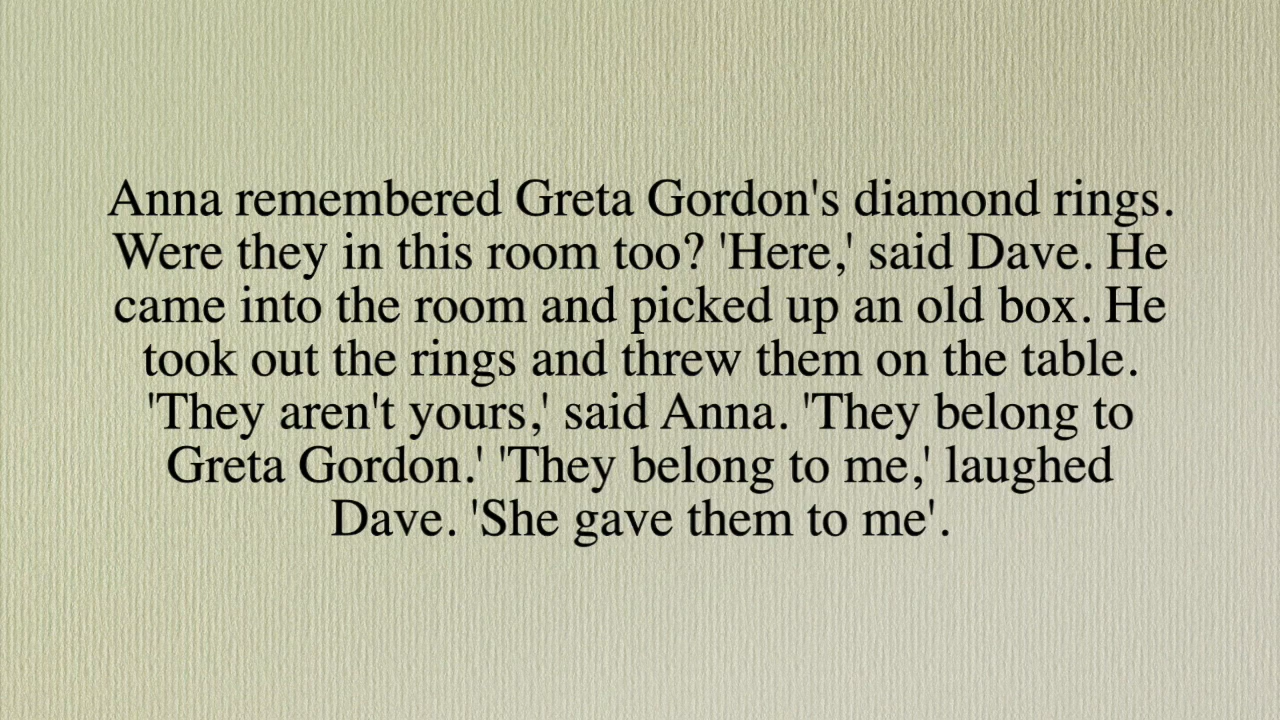 Anna remembered Greta Gordon's diamond rings.
Were they in this room too? 'Here,' said Dave. He
came into the room and picked up an old box. He
took out the rings and threw them on the table.
'They aren't yours,' said Anna. 'They belong to
Greta Gordon.' 'They belong to me,' laughed
Dave. 'She gave them to me'.